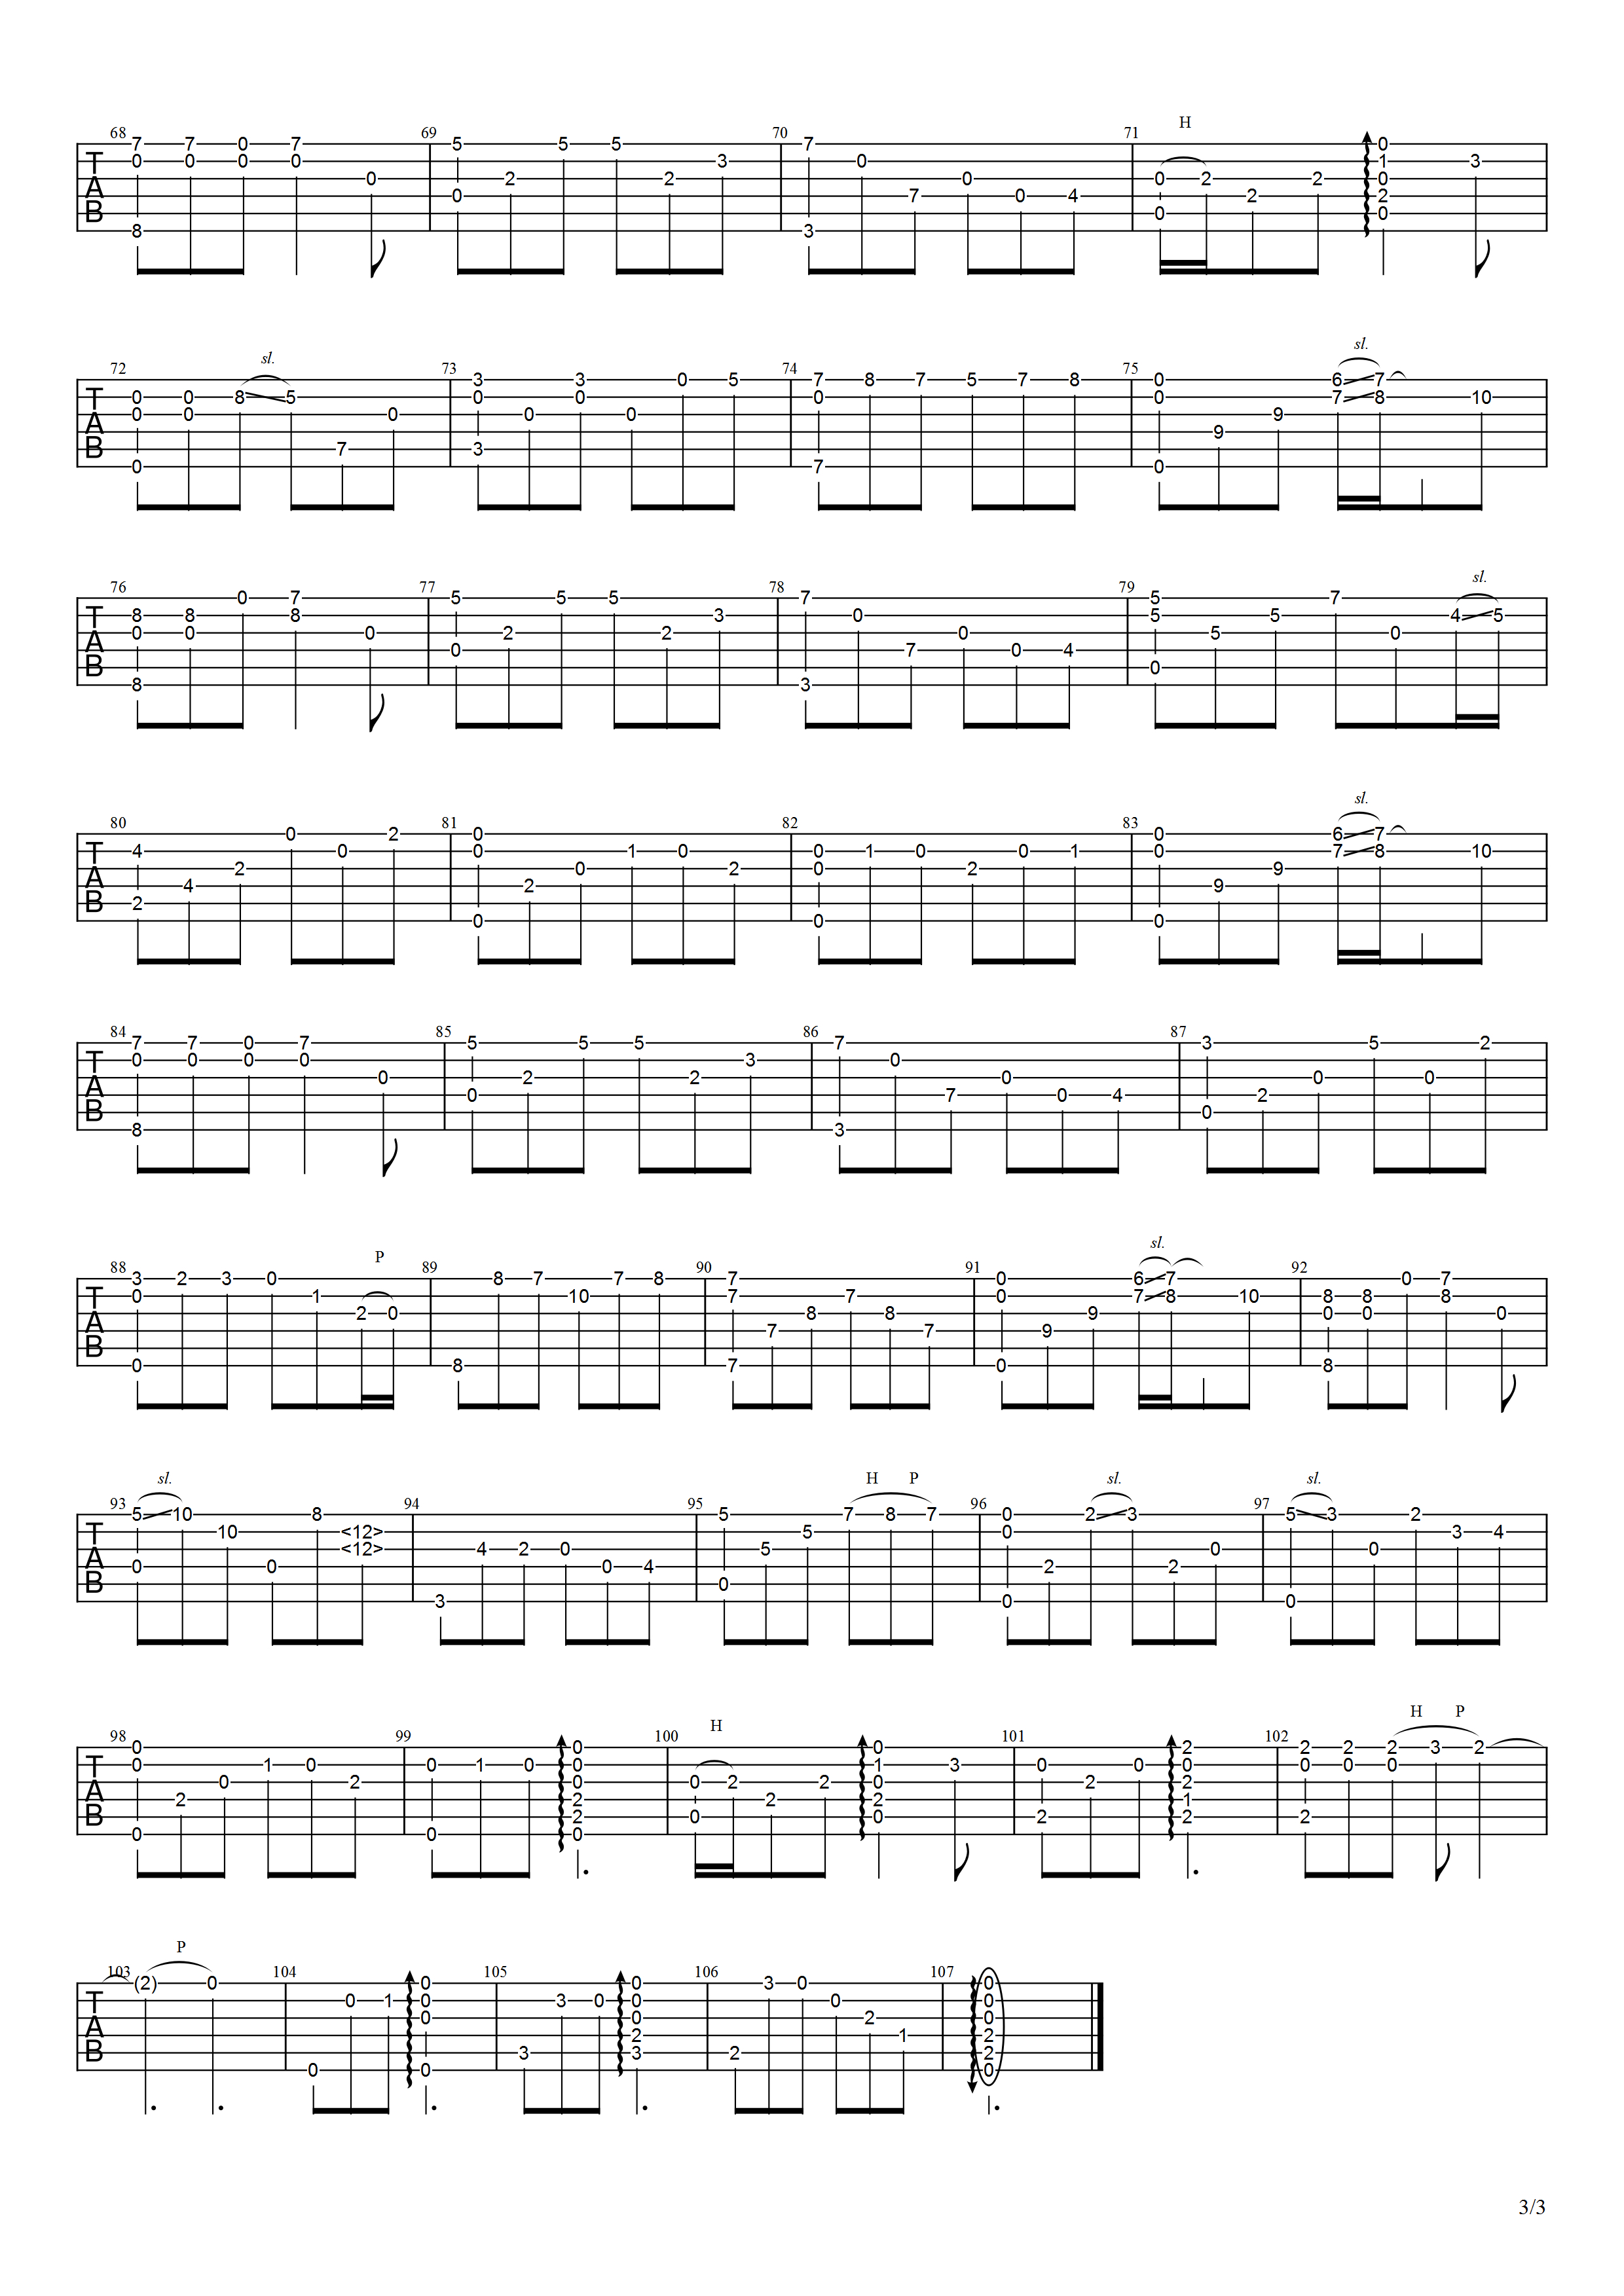 H
68 69 70 71
7 7 0 7 5 5 5 7 0
T 0 0 0 0 3 0 1 3
0 2 2 0 0 2 2 0
A 0 7 0 4 2 2
B 0 0
8 3
sl. sl.
72 73 74 75
3 3 0 5 7 8 7 5 7 8 0 6 7
T 0 0 8 5 0 0 0 0 7 8 10
0 0 0 0 0 9
A 9
B 7 3
0 7 0
sl.
76 77 78 79
0 7 5 5 5 7 5 7
T 8 8 8 3 0 5 5 4 5
0 0 0 2 2 0 5 0
A 0 7 0 4
B 0
8 3
sl.
80 81 82 83
0 2 0 0 6 7
T 4 0 0 1 0 0 1 0 0 1 0 7 8 10
2 0 2 0 2 9
A 4 2 9
B 2
0 0 0
84 85 86 87
7 7 0 7 5 5 5 7 3 5 2
T 0 0 0 0 3 0
0 2 2 0 0 0
A 0 7 0 4 2
B 0
8 3
P sl.
88 89 90 91 92
3 2 3 0 8 7 7 8 7 0 6 7 0 7
T 0 1 10 7 7 0 7 8 10 8 8 8
2 0 8 8 9 0 0 0
A 7 7 9
B
0 8 7 0 8
sl. H P sl. sl.
93 94 95 96 97
5 10 8 5 7 8 7 0 2 3 5 3 2
T 10 <12> 5 0 3 4
<12> 4 2 0 5 0 0
A 0 0 0 4 2 2
B 0
3 0 0
H H P
98 99 100 101 102
0 0 0 2 2 2 2 3 2
T 0 1 0 0 1 0 0 1 3 0 0 0 0 0 0
0 2 0 0 2 2 0 2 2
A 2 2 2 2 1
B 2 0 0 2 2 2
0 0 0
P
103 104 105 106 107
(2) 0 0 0 3 0 0
T 0 1 0 3 0 0 0 0
0 0 2 0
A 2 1 2
B 3 3 2 2
0 0 0
3/3